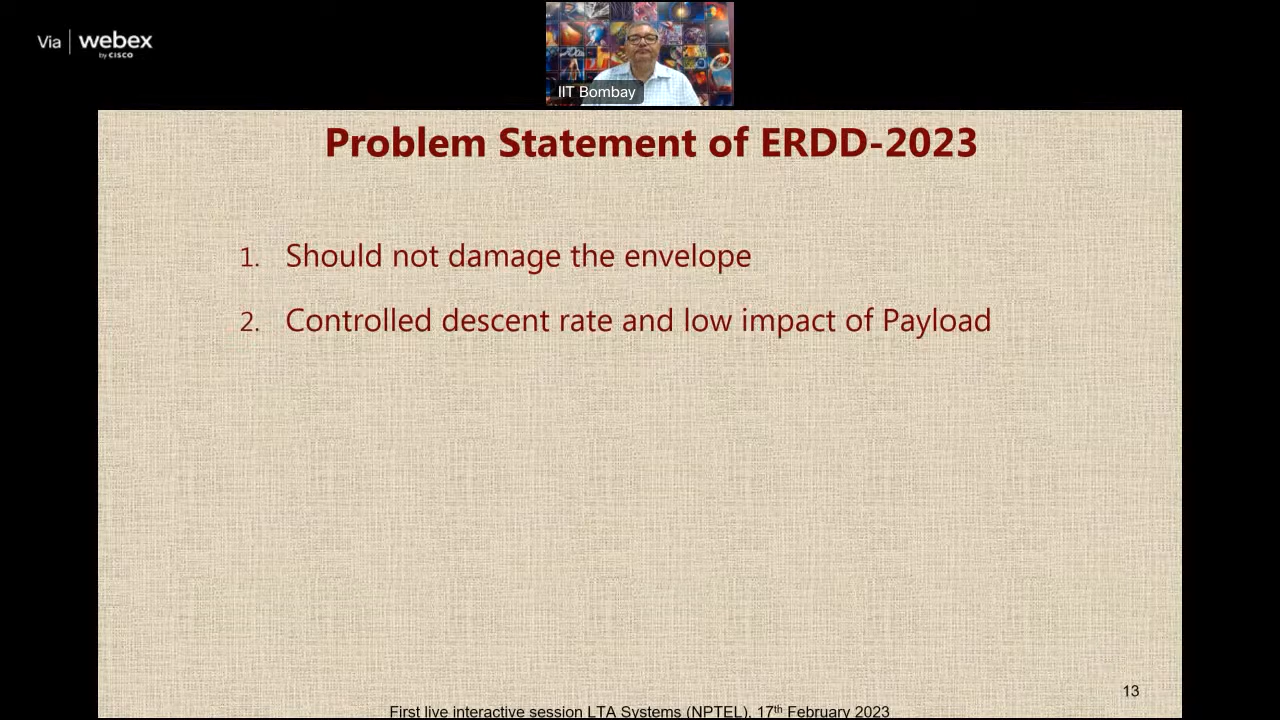 Via webex
by CISCO
IIT Bombay
Problem Statement of ERDD-2023
1. Should not damage the envelope
2. Controlled descent rate and low impact of Payload
13
First live interactive session LTA Systems (NPTEL), 17th February 2023